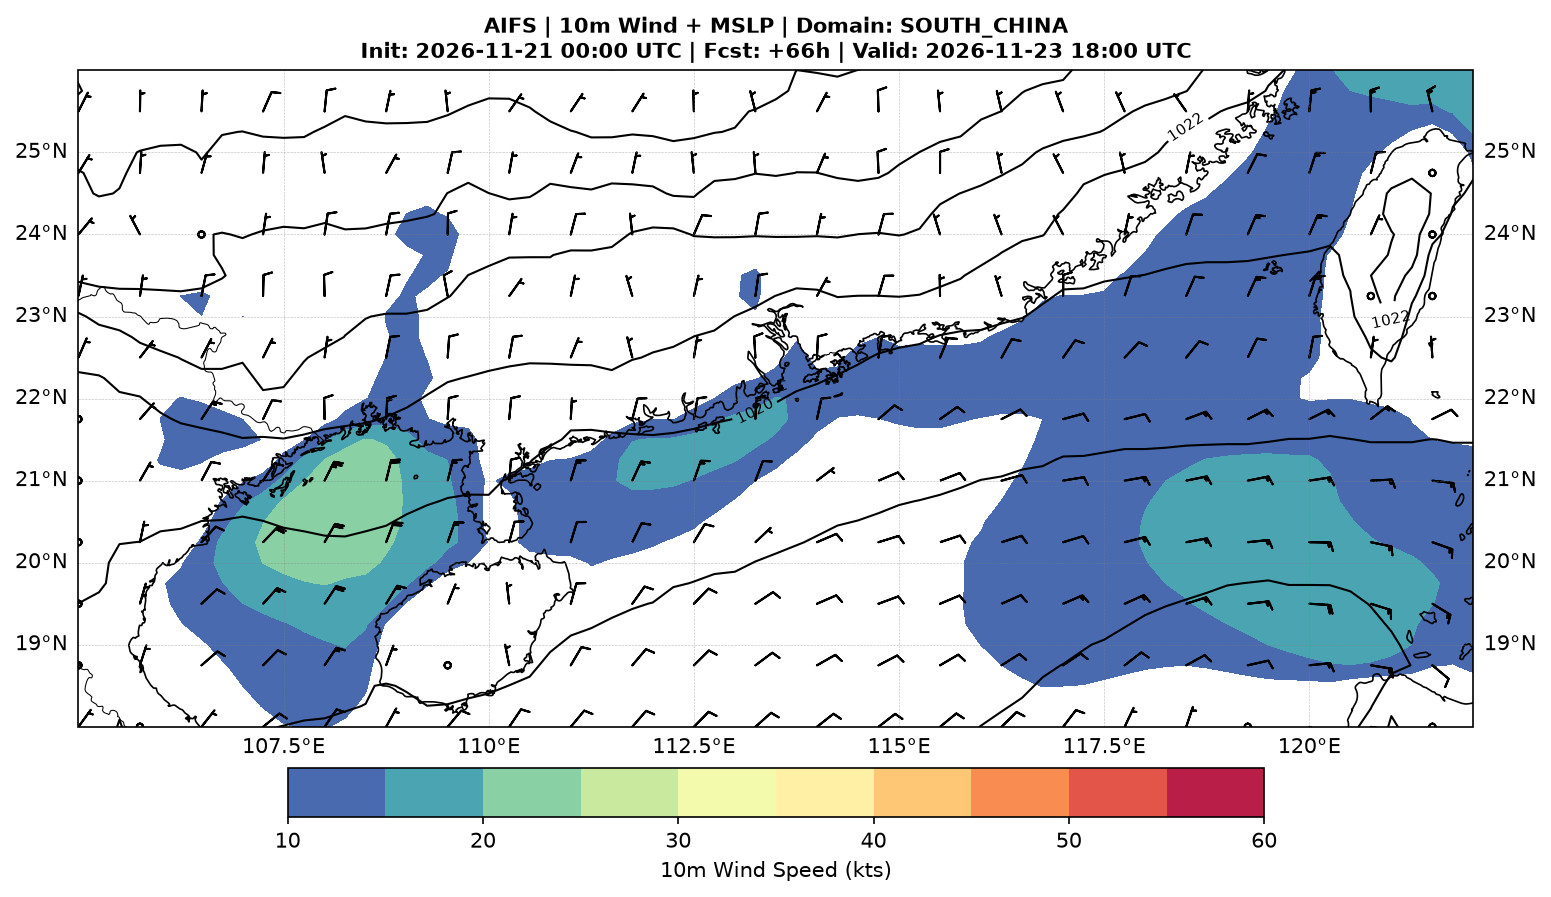 AIFS | 10m Wind + MSLP | Domain: SOUTH_CHINA
Init: 2026-11-21 00:00 UTC | Fcst: +66h | Valid: 2026-11-23 18:00 UTC
1022
25°N 25°N
24°N 24°N
23°N 23°N
1022
22°N 22°N
1020
21°N 21°N
20°N 20°N
19°N 19°N
107.5°E 110°E 112.5°E 115°E 117.5°E 120°E
10 20 30 40 50 60
10m Wind Speed (kts)